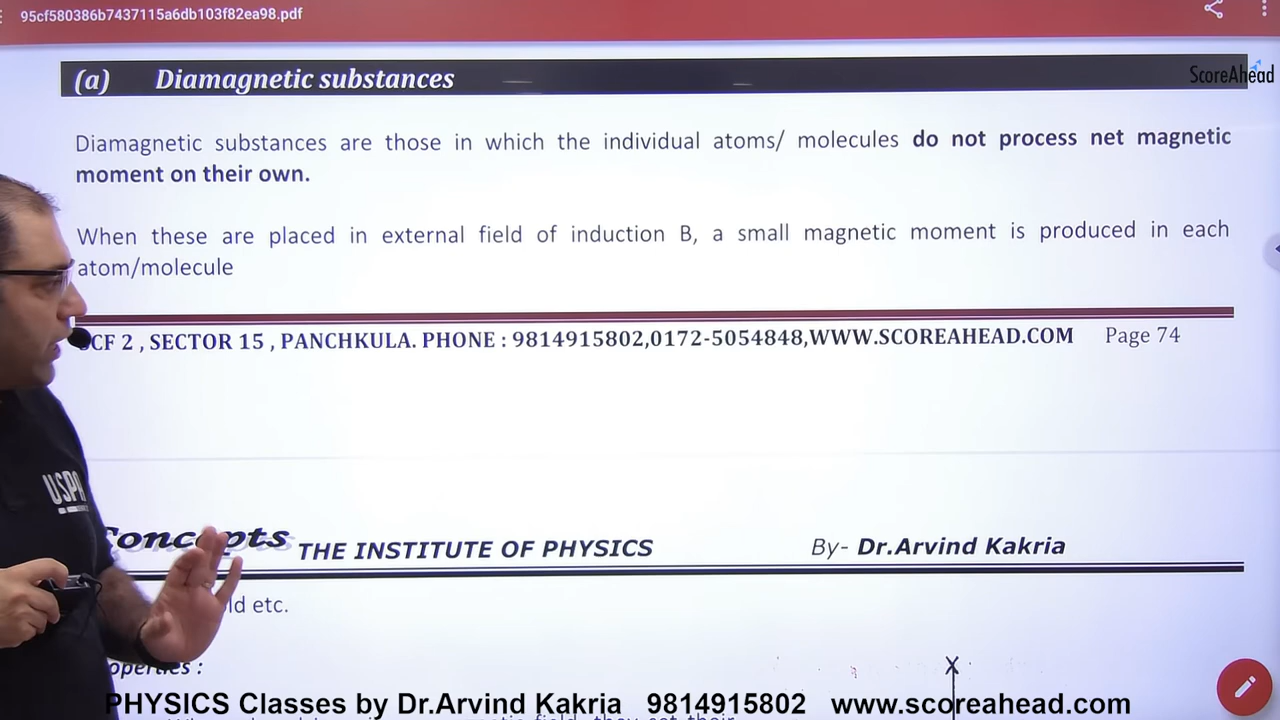 95cf580386b7437115a6db103f82ea98.pdf
(a) Diamagnetic substances
ScoreAhead
Diamagnetic substances are those in which the individual atoms/ molecules do not process net magnetic
moment on their own.
When these are placed in external field of induction B, a small magnetic moment is produced in each
atom/molecule
CF 2 , SECTOR 15 , PANCHKULA. PHONE : 9814915802,0172-5054848,WWW.SCOREAHEAD.COM Page 74
USPA
Concepts THE INSTITUTE OF PHYSICS By- Dr.Arvind Kakria
ld etc.
operties :
X
PHYSICS Classes by Dr.Arvind Kakria 9814915802 www.scoreahead.com